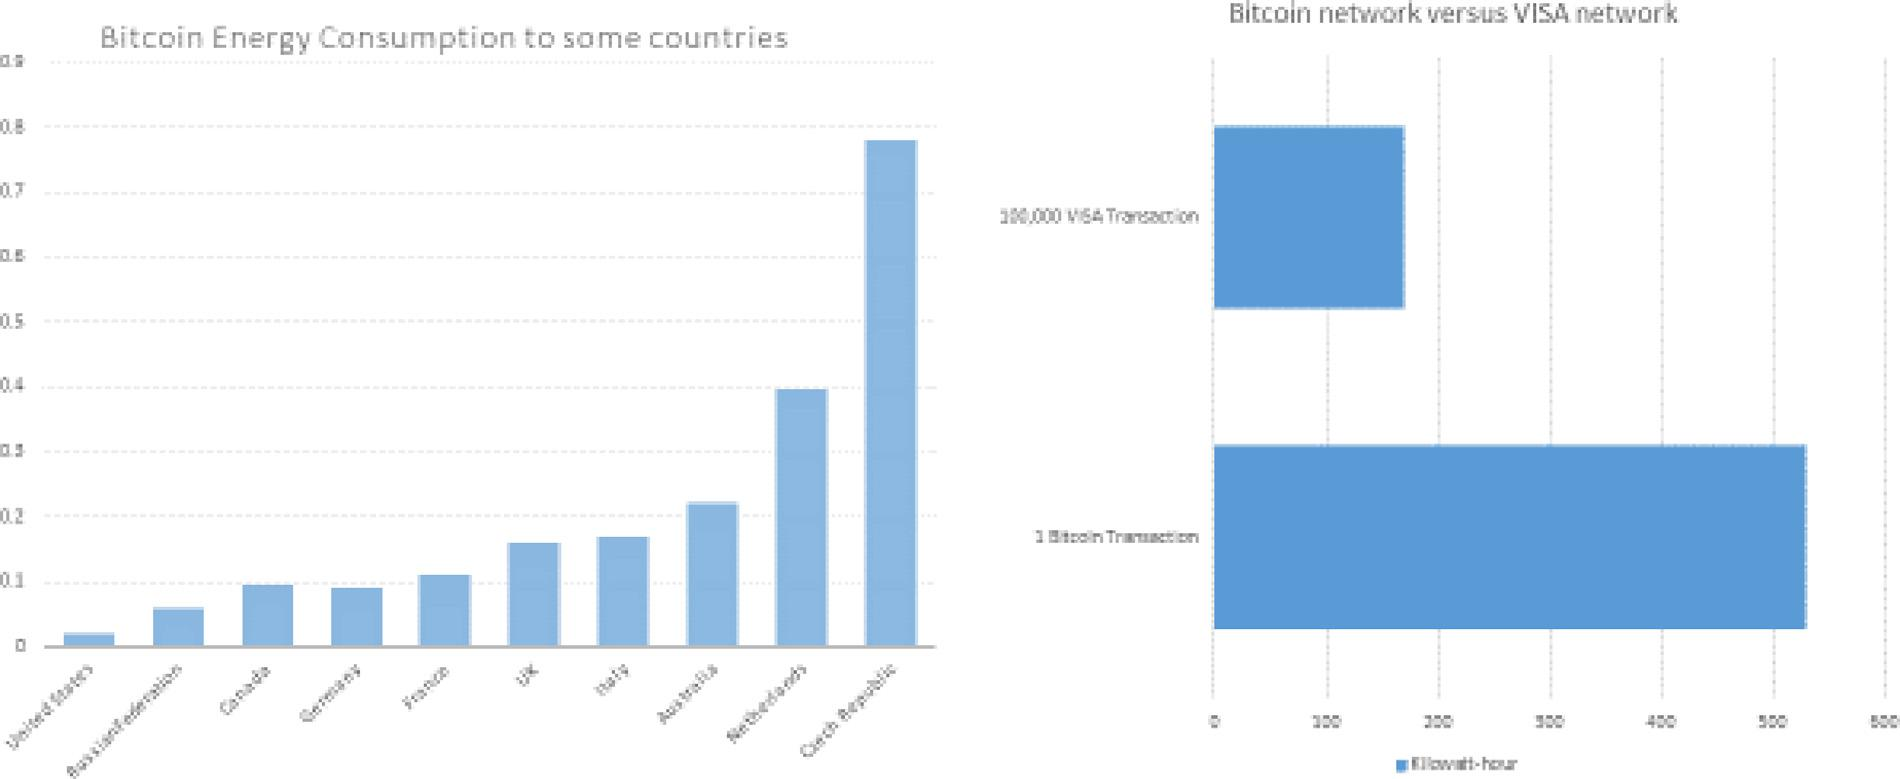 Bitcoin Energy Consumption to some countries
0.9
0.8
0.7
0.6
0.5
0.4
0.3
0.2
0.1
0
United States
RussianFederation
Canada
Germany
France
UK
Italy
Australia
Netherlands
Czech Republic
Bitcoin network versus VISA network
100,000 VISA Transaction
1 Bitcoin Transaction
0 100 200 300 400 500 600
Kilowatt-hour